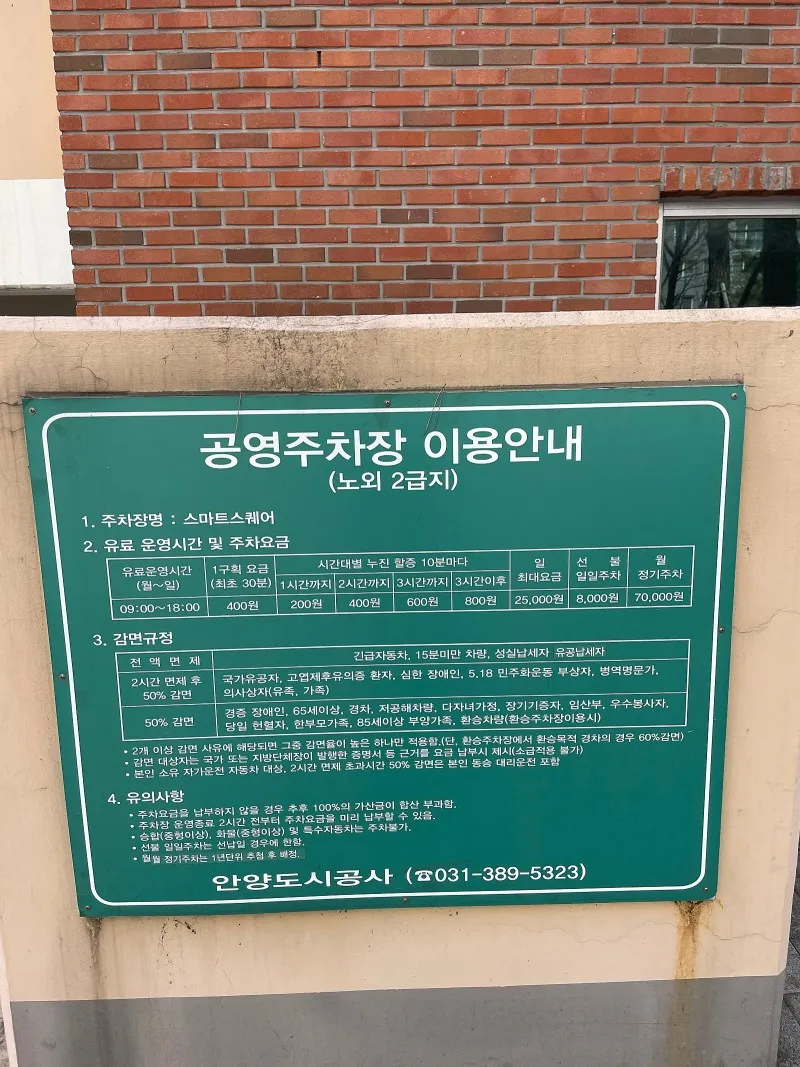 공영주차장 이용안내
(노외 2급지)
1. 주차장명 : 스마트스퀘어
2. 유료 운영시간 및 주차요금
유료운영시간 (월~일) 1구획 요금 (최초 30분) 시간대별 누진 할증 10분마다 일 최대요금 선 불 일일주차 월 정기주차
1시간까지 2시간까지 3시간까지 3시간이후
09:00~18:00 400원 200원 400원 600원 800원 25,000원 8,000원 70,000원
3. 감면규정
전 액 면 제 긴급자동차, 15분미만 차량, 성실납세자 유공납세자
2시간 면제 후 50% 감면 국가유공자, 고엽제후유의증 환자, 심한 장애인, 5.18 민주화운동 부상자, 병역명문가,
의사상자(유족, 가족)
50% 감면 경증 장애인, 65세이상, 경차, 저공해차량, 다자녀가정, 장기기증자, 임산부, 우수봉사자,
당일 헌혈자, 한부모가족, 85세이상 부양가족, 환승차량(환승주차장이용시)
• 2개 이상 감면 사유에 해당되면 그중 감면율이 높은 하나만 적용함.(단, 환승주차장에서 환승목적 경차의 경우 60%감면)
• 감면 대상자는 국가 또는 지방단체장이 발행한 증명서 등 근거를 요금 납부시 제시(소급적용 불가)
• 본인 소유 자가운전 자동차 대상, 2시간 면제 초과시간 50% 감면은 본인 동승 대리운전 포함
4. 유의사항
• 주차요금을 납부하지 않을 경우 추후 100%의 가산금이 합산 부과함.
• 주차장 운영종료 2시간 전부터 주차요금을 미리 납부할 수 있음.
• 승합(중형이상), 화물(중형이상) 및 특수자동차는 주차불가.
• 선불 일일주차는 선납일 경우에 한함.
• 월월 정기주차는 1년단위 추첨 후 배정.
안양도시공사 (☎031-389-5323)